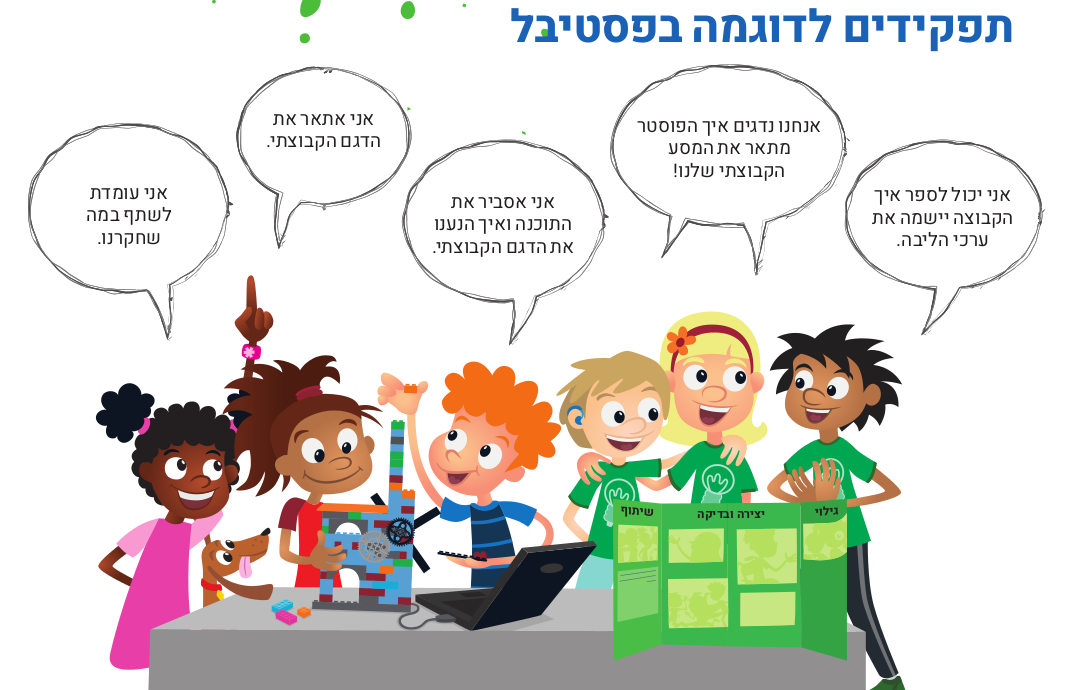 תפקידים לדוגמה בפסטיבל
אני יכול לספר איך
הקבוצה יישמה את
ערכי הליבה.
אנחנו נדגים איך הפוסטר
מתאר את המסע
הקבוצתי שלנו!
אני אסביר את
התוכנה ואיך הנענו
את הדגם הקבוצתי.
אני אתאר את
הדגם הקבוצתי.
אני עומדת
לשתף במה
שחקרנו.
גילוי
יצירה ובדיקה
שיתוף